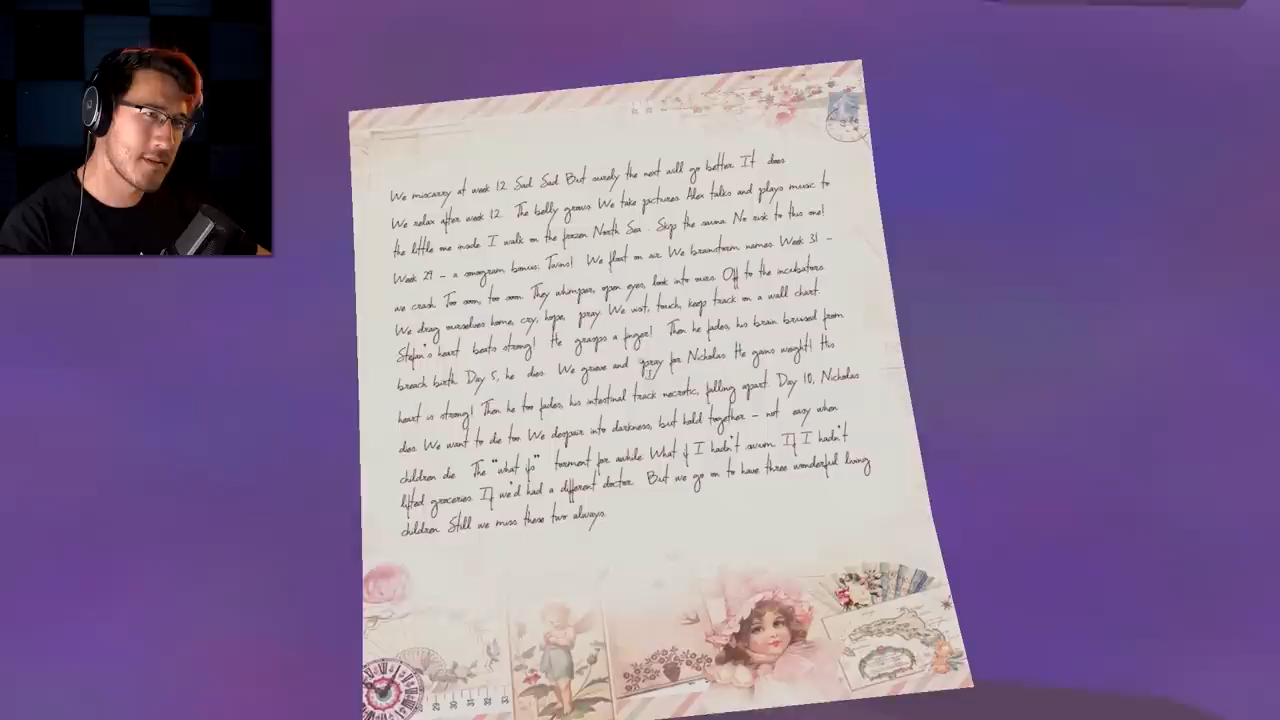 We miscarry at week 12. Sad. Sad. But surely the next will go better. It does.
We relax after week 12. The belly grows. We take pictures. Alex talks and plays music to
the little one inside. I walk on the frozen North Sea. Skip the sauna. No risk to this one!
Week 29 – a sonogram bonus: Twins! We float on air. We brainstorm names. Week 31 –
we crash. Too soon, too soon. They whimper, open eyes, look into ours. Off to the incubators.
We drag ourselves home, cry, hope, pray. We visit, touch, keep track on a wall chart.
Stefan's heart beats strong! He grasps a finger! Then he fades, his brain bruised from
breach birth. Day 5, he dies. We grieve and pray for Nicholas. He gains weight! His
heart is strong! Then he too fades, his intestinal track necrotic, falling apart. Day 10, Nicholas
dies. We want to die too. We despair into darkness, but hold together – not easy when
children die. The "what ifs" torment for awhile. What if I hadn't swum. If I hadn't
lifted groceries. If we'd had a different doctor. But we go on to have three wonderful living
children. Still we miss these two always.
29 30 31 32 33